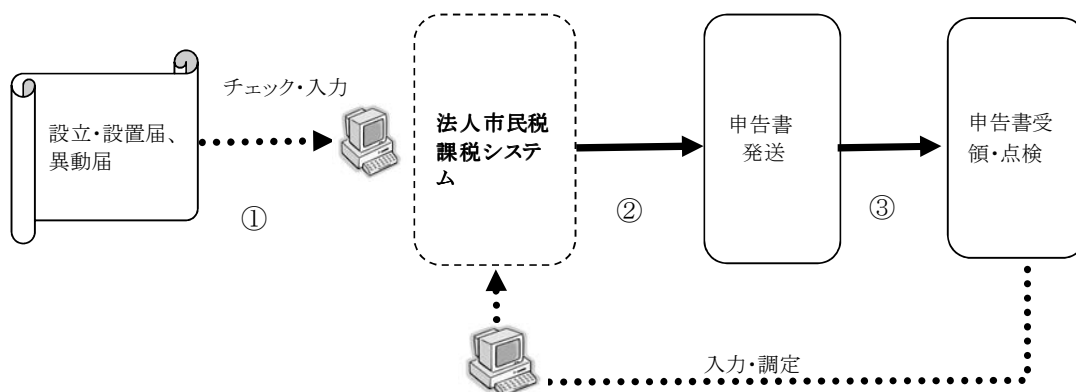 設立・設置届、
異動届
チェック・入力
①
法人市民税
課税システ
ム
②
申告書
発送
③
申告書受
領・点検
入力・調定